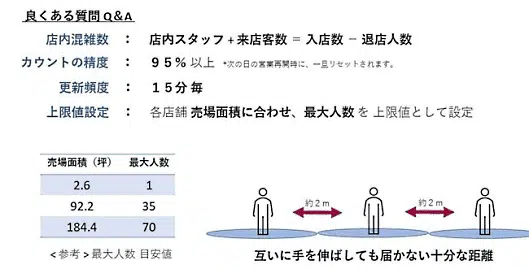 良くある質問Q&A
店内混雑数 : 店内スタッフ+来店客数 = 入店数 − 退店人数
カウントの精度 : 95%以上 *次の日の営業再開時に、一旦リセットされます。
更新頻度 : 15分毎
上限値設定 : 各店舗 売場面積に合わせ、最大人数 を 上限値として設定
売場面積(坪) 最大人数
2.6 1
92.2 35
184.4 70
<参考>最大人数 目安値
約2m 約2m
互いに手を伸ばしても届かない十分な距離